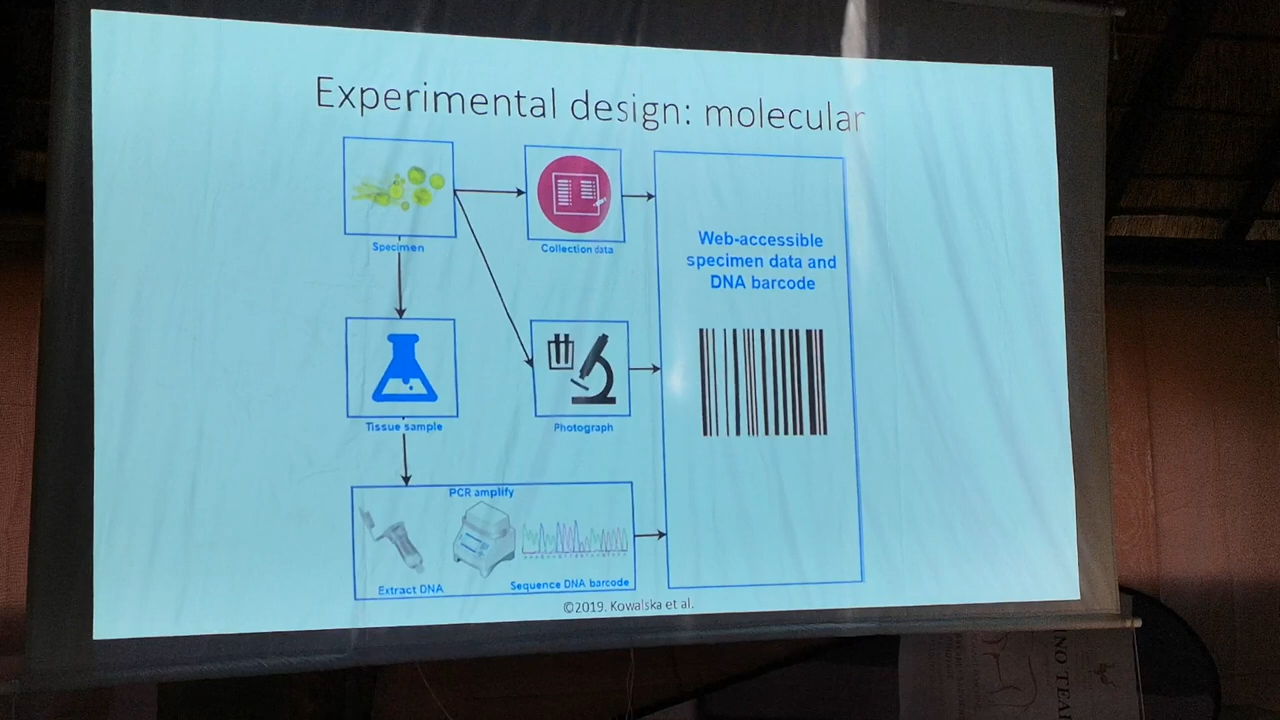 Experimental design: molecular
Specimen
Collection data
Web-accessible
specimen data and
DNA barcode
Tissue sample
Photograph
PCR amplify
Extract DNA
Sequence DNA barcode
©2019. Kowalska et al.